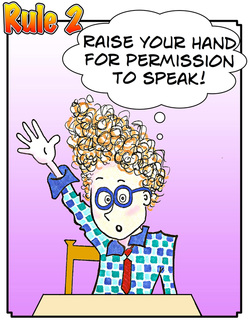 Rule 2
RAISE YOUR HAND
FOR PERMISSION
TO SPEAK!